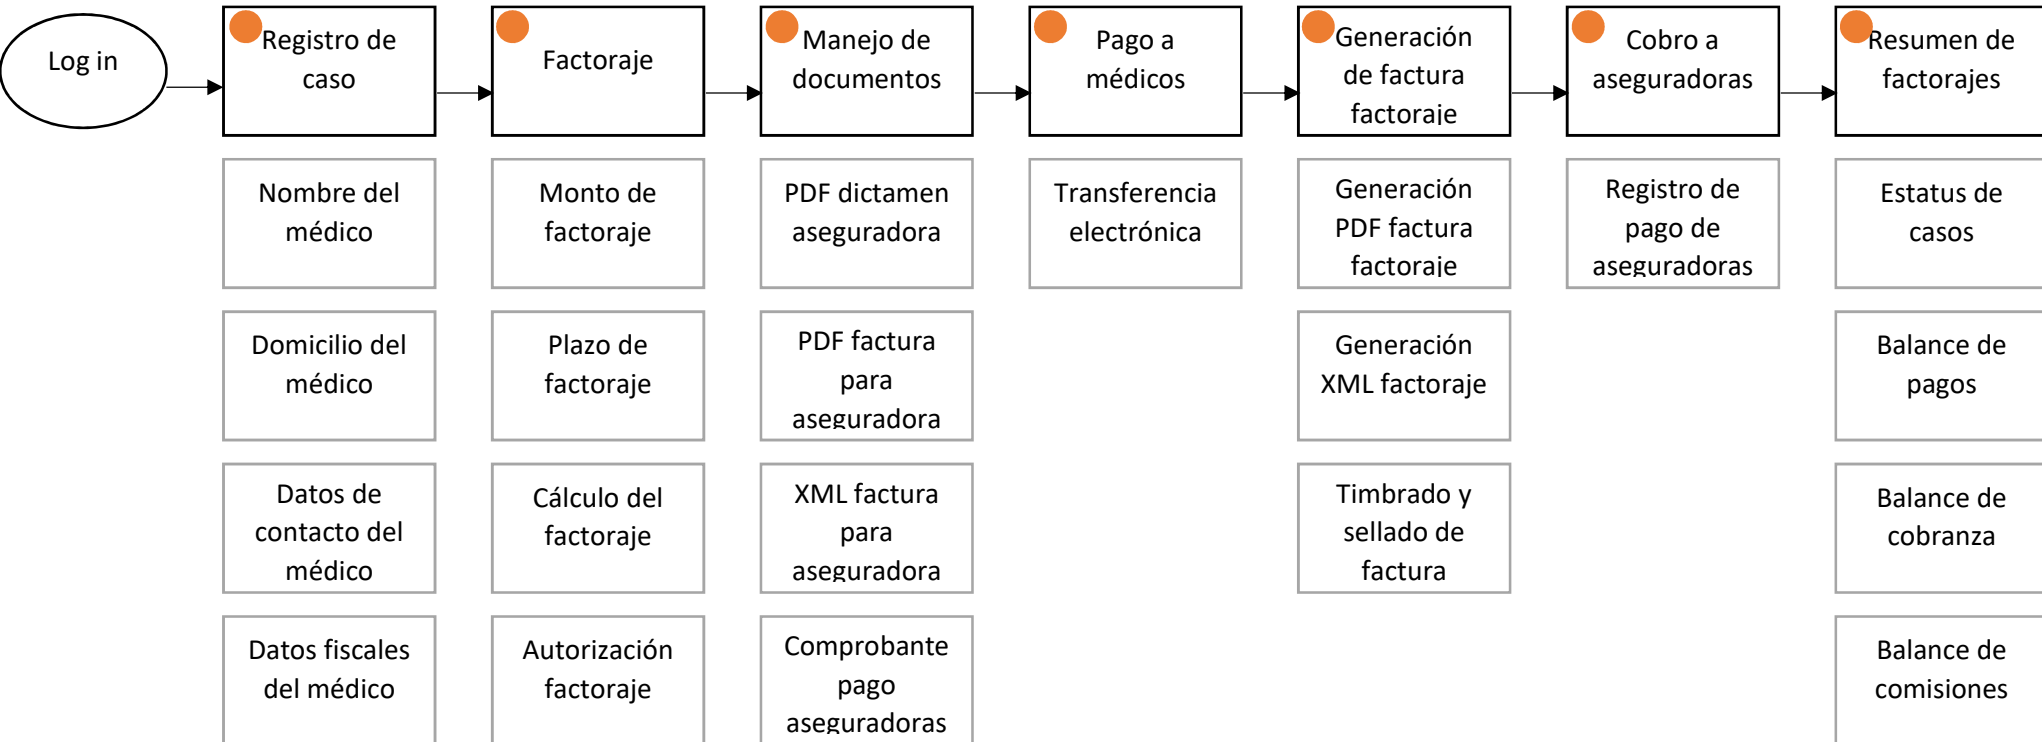 Log in
Registro de
caso
Factoraje
Manejo de
documentos
Pago a
médicos
Generación
de factura
factoraje
Cobro a
aseguradoras
Resumen de
factorajes
Nombre del
médico
Monto de
factoraje
PDF dictamen
aseguradora
Transferencia
electrónica
Generación
PDF factura
factoraje
Registro de
pago de
aseguradoras
Estatus de
casos
Domicilio del
médico
Plazo de
factoraje
PDF factura
para
aseguradora
Generación
XML factoraje
Balance de
pagos
Datos de
contacto del
médico
Cálculo del
factoraje
XML factura
para
aseguradora
Timbrado y
sellado de
factura
Balance de
cobranza
Datos fiscales
del médico
Autorización
factoraje
Comprobante
pago
aseguradoras
Balance de
comisiones